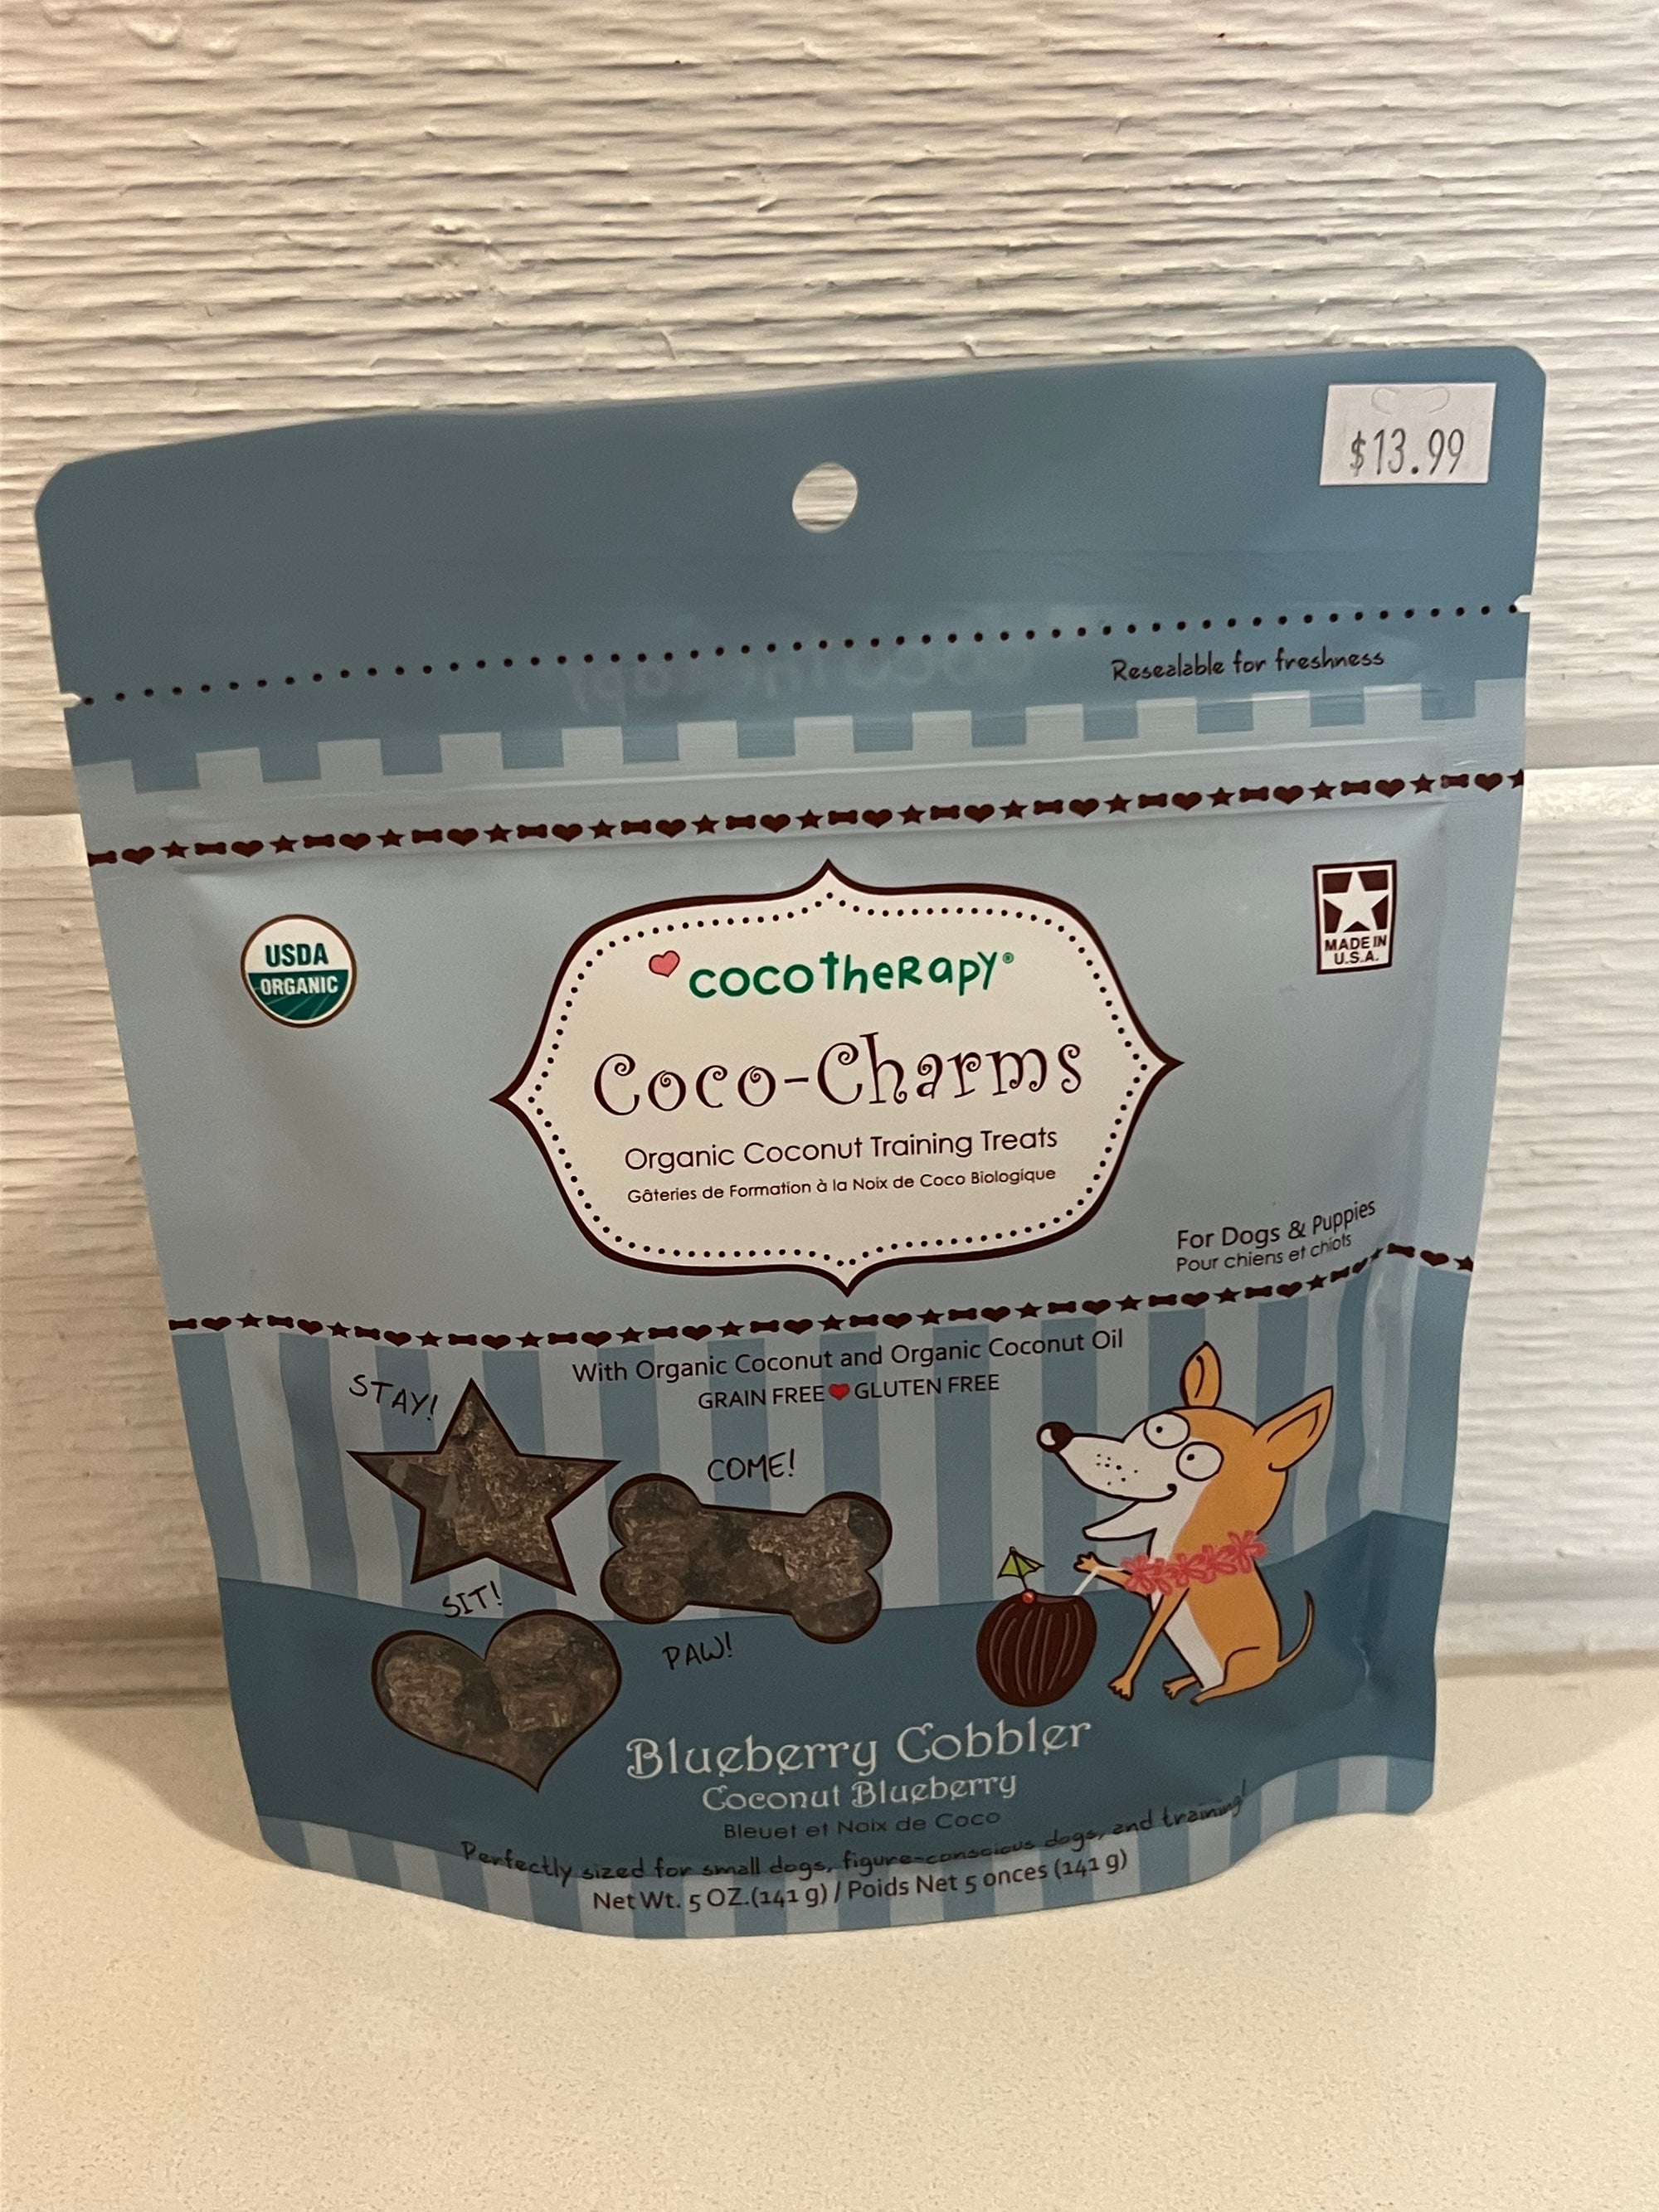 $13.99
Resealable for freshness
USDA
ORGANIC
MADE IN
U.S.A.
cocotherapy®
Coco-Charms
Organic Coconut Training Treats
Gâteries de Formation à la Noix de Coco Biologique
For Dogs & Puppies
Pour chiens et chiots
With Organic Coconut and Organic Coconut Oil
GRAIN FREE GLUTEN FREE
STAY!
COME!
SIT!
PAW!
Blueberry Cobbler
Coconut Blueberry
Bleuet et Noix de Coco
Perfectly sized for small dogs, figure-conscious dogs, and training!
Net Wt. 5 OZ.(141 g) / Poids Net 5 onces (141 g)